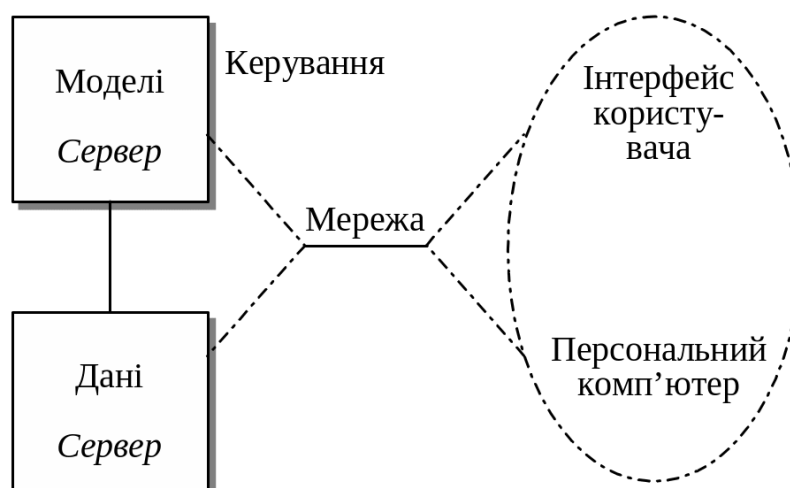 Моделі
Сервер
Керування
Мережа
Дані
Сервер
Інтерфейс
користу-
вача
Персональний
комп’ютер